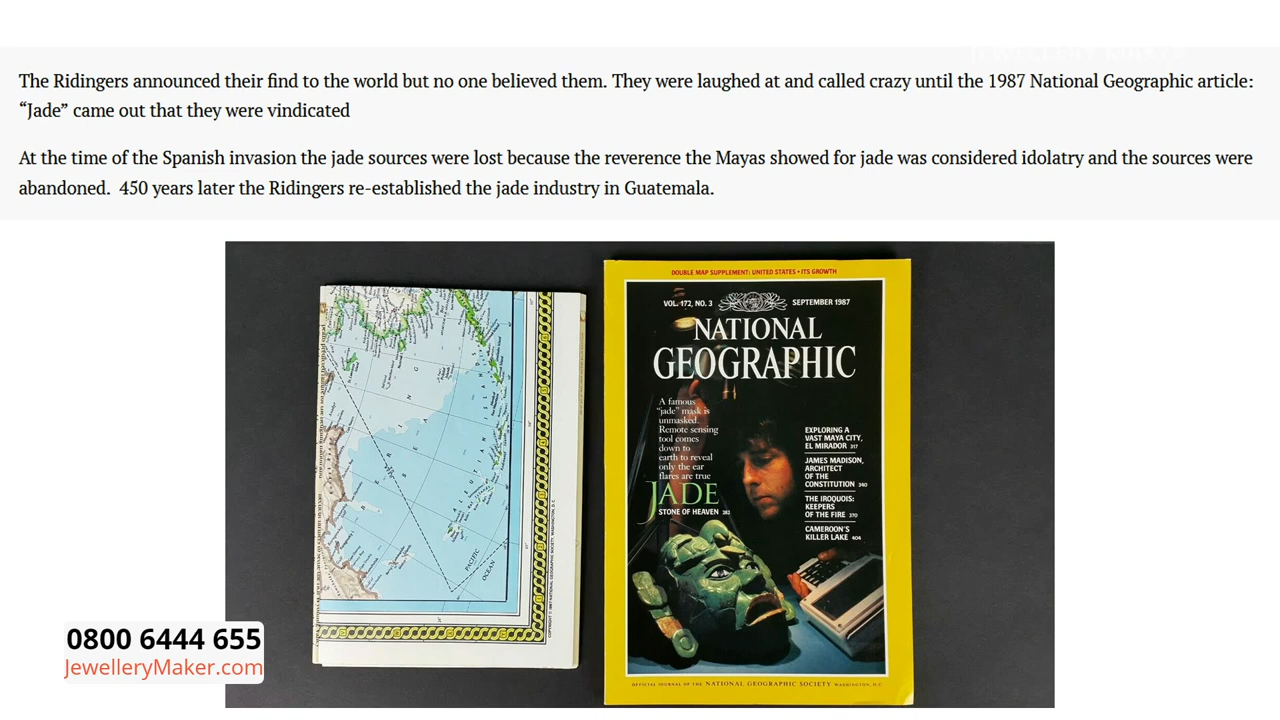 The Ridingers announced their find to the world but no one believed them. They were laughed at and called crazy until the 1987 National Geographic article:
“Jade” came out that they were vindicated
At the time of the Spanish invasion the jade sources were lost because the reverence the Mayas showed for jade was considered idolatry and the sources were
abandoned. 450 years later the Ridingers re-established the jade industry in Guatemala.
DOUBLE MAP SUPPLEMENT: UNITED STATES • ITS GROWTH
VOL. 172, NO. 3
SEPTEMBER 1987
NATIONAL
GEOGRAPHIC
A famous
“jade” mask is
unmasked.
Remote sensing
tool comes
down to
earth to reveal
only the ear
flares are true
JADE
STONE OF HEAVEN 282
EXPLORING A
VAST MAYA CITY,
EL MIRADOR 317
JAMES MADISON,
ARCHITECT
OF THE
CONSTITUTION 340
THE IROQUOIS:
KEEPERS
OF THE FIRE 370
CAMEROON'S
KILLER LAKE 404
OFFICIAL JOURNAL OF THE NATIONAL GEOGRAPHIC SOCIETY WASHINGTON, D.C.
PACIFIC
OCEAN
0800 6444 655
JewelleryMaker.com